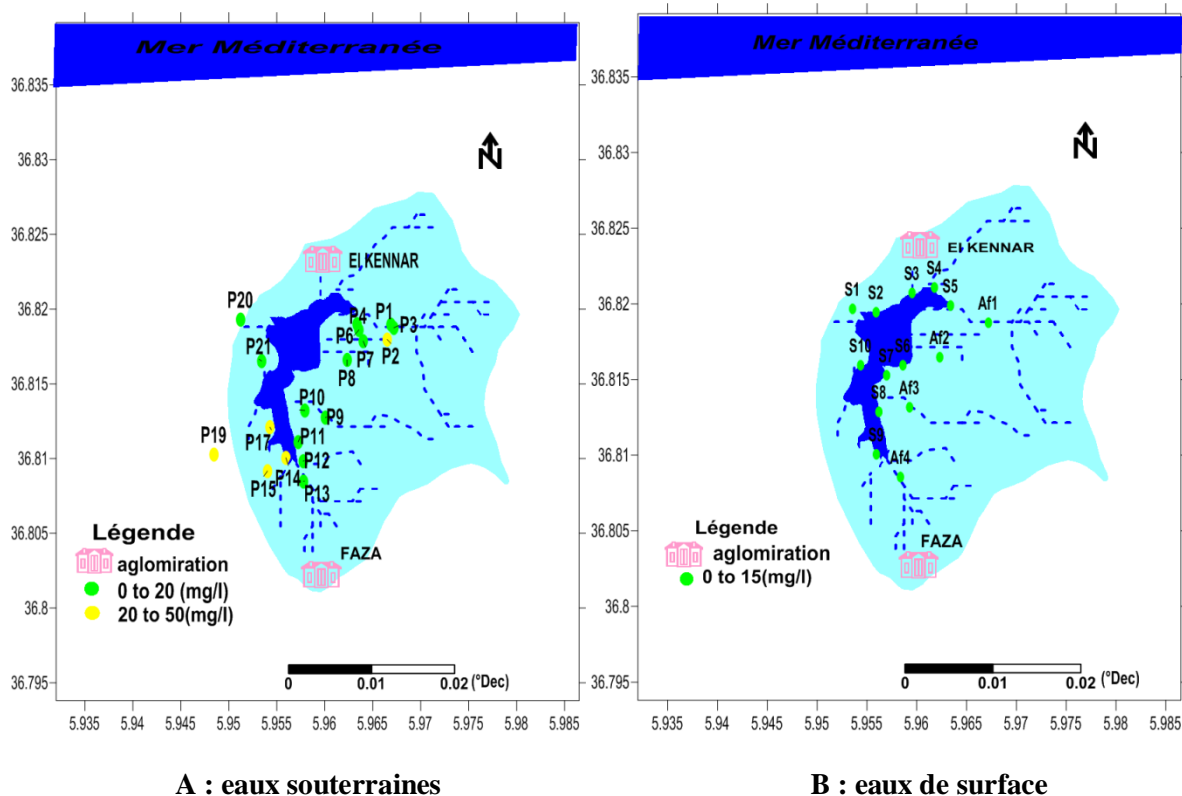 Mer Méditerranée
36.835
36.83
36.825
36.82
36.815
36.81
36.805
36.8
36.795
N
El KENNAR
P20
P21
P4
P1
P3
P6
P7
P2
P8
P10
P9
P11
P17
P12
P19
P14
P15
P13
FAZA
Légende
aglomiration
0 to 20 (mg/l)
20 to 50(mg/l)
0 0.01 0.02 (°Dec)
5.935 5.94 5.945 5.95 5.955 5.96 5.965 5.97 5.975 5.98 5.985
A : eaux souterraines
Mer Méditerranée
36.835
36.83
36.825
36.82
36.815
36.81
36.805
36.8
36.795
N
El KENNAR
S1
S2
S3
S4
S5
Af1
S10
S7
S6
Af2
S8
Af3
S9
Af4
FAZA
Légende
aglomiration
0 to 15(mg/l)
0 0.01 0.02 (°Dec)
5.935 5.94 5.945 5.95 5.955 5.96 5.965 5.97 5.975 5.98 5.985
B : eaux de surface